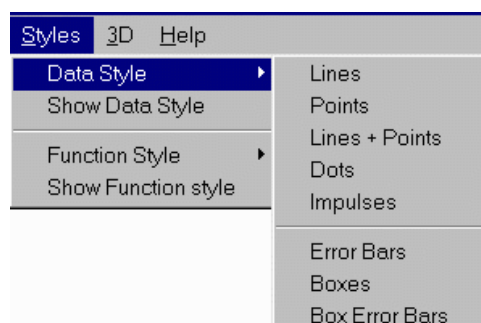 Styles 3D Help
Data Style
Show Data Style
Function Style
Show Function style
Lines
Points
Lines + Points
Dots
Impulses
Error Bars
Boxes
Box Error Bars